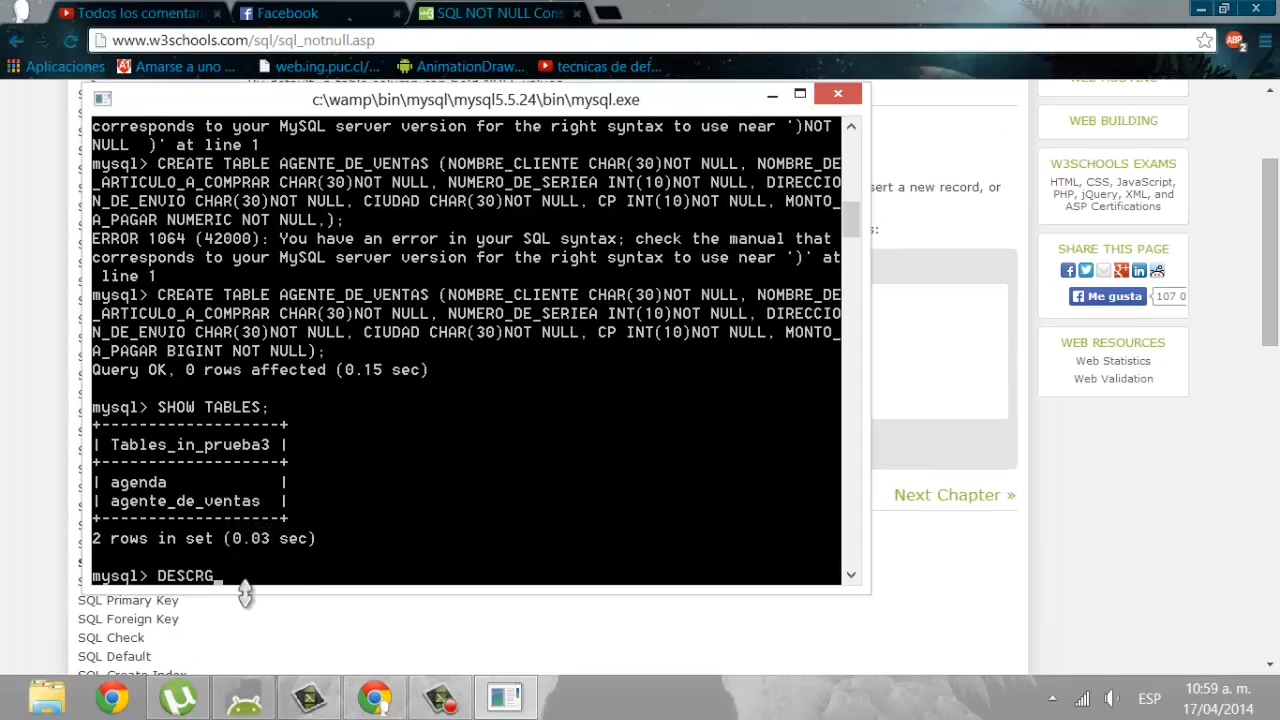 Todos los comentari
Facebook
SQL NOT NULL Cons
www.w3schools.com/sql/sql_notnull.asp
ABP
2
Aplicaciones
Amarse a uno ...
web.ing.puc.cl/...
AnimationDraw...
tecnicas de def...
c:\wamp\bin\mysql\mysql5.5.24\bin\mysql.exe
corresponds to your MySQL server version for the right syntax to use near ')NOT
NULL  )' at line 1
mysql> CREATE TABLE AGENTE_DE_VENTAS (NOMBRE_CLIENTE CHAR(30)NOT NULL, NOMBRE_DE
_ARTICULO_A_COMPRAR CHAR(30)NOT NULL, NUMERO_DE_SERIEA INT(10)NOT NULL, DIRECCIO
N_DE_ENVIO CHAR(30)NOT NULL, CIUDAD CHAR(30)NOT NULL, CP INT(10)NOT NULL, MONTO_
A_PAGAR NUMERIC NOT NULL,);
ERROR 1064 (42000): You have an error in your SQL syntax; check the manual that
corresponds to your MySQL server version for the right syntax to use near ')' at
line 1
mysql> CREATE TABLE AGENTE_DE_VENTAS (NOMBRE_CLIENTE CHAR(30)NOT NULL, NOMBRE_DE
_ARTICULO_A_COMPRAR CHAR(30)NOT NULL, NUMERO_DE_SERIEA INT(10)NOT NULL, DIRECCIO
N_DE_ENVIO CHAR(30)NOT NULL, CIUDAD CHAR(30)NOT NULL, CP INT(10)NOT NULL, MONTO_
A_PAGAR BIGINT NOT NULL);
Query OK, 0 rows affected (0.15 sec)
mysql> SHOW TABLES;
+--------------------+
| Tables_in_prueba3 |
+--------------------+
| agenda |
| agente_de_ventas |
+--------------------+
2 rows in set (0.03 sec)
mysql> DESCRG_
sert a new record, or
s:
Next Chapter »
SQL Primary Key
SQL Foreign Key
SQL Check
SQL Default
SQL Create Index
WEB BUILDING
W3SCHOOLS EXAMS
HTML, CSS, JavaScript,
PHP, jQuery, XML, and
ASP Certifications
SHARE THIS PAGE
Me gusta
107 0
WEB RESOURCES
Web Statistics
Web Validation
ESP
10:59 a. m.
17/04/2014